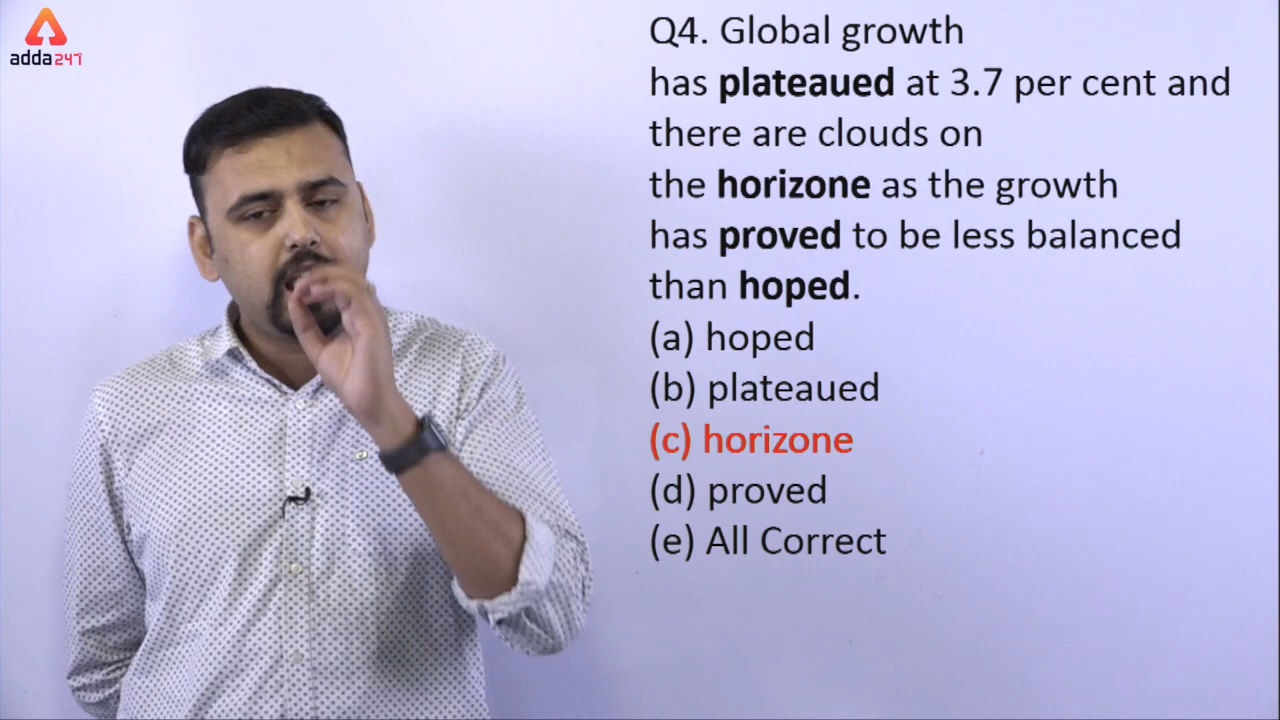 adda247
Q4. Global growth
has plateaued at 3.7 per cent and
there are clouds on
the horizone as the growth
has proved to be less balanced
than hoped.
(a) hoped
(b) plateaued
(c) horizone
(d) proved
(e) All Correct